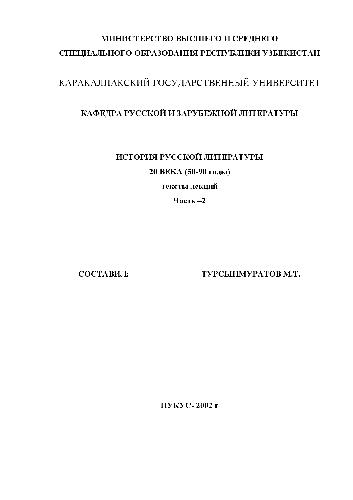 МИНИСТЕРСТВО ВЫСШЕГО И СРЕДНЕГО
СПЕЦИАЛЬНОГО ОБРАЗОВАНИЯ РЕСПУБЛИКИ УЗБЕКИСТАН
КАРАКАЛПАКСКИЙ ГОСУДАРСТВЕННЫЙ УНИВЕРСИТЕТ
КАФЕДРА РУССКОЙ И ЗАРУБЕЖНОЙ ЛИТЕРАТУРЫ
ИСТОРИЯ РУССКОЙ ЛИТЕРАТУРЫ
20 ВЕКА (50-90 годы)
тексты лекций
Часть –2
СОСТАВИЛ: ТУРСЫНМУРАТОВ М.Т.
НУКУС- 2002 г